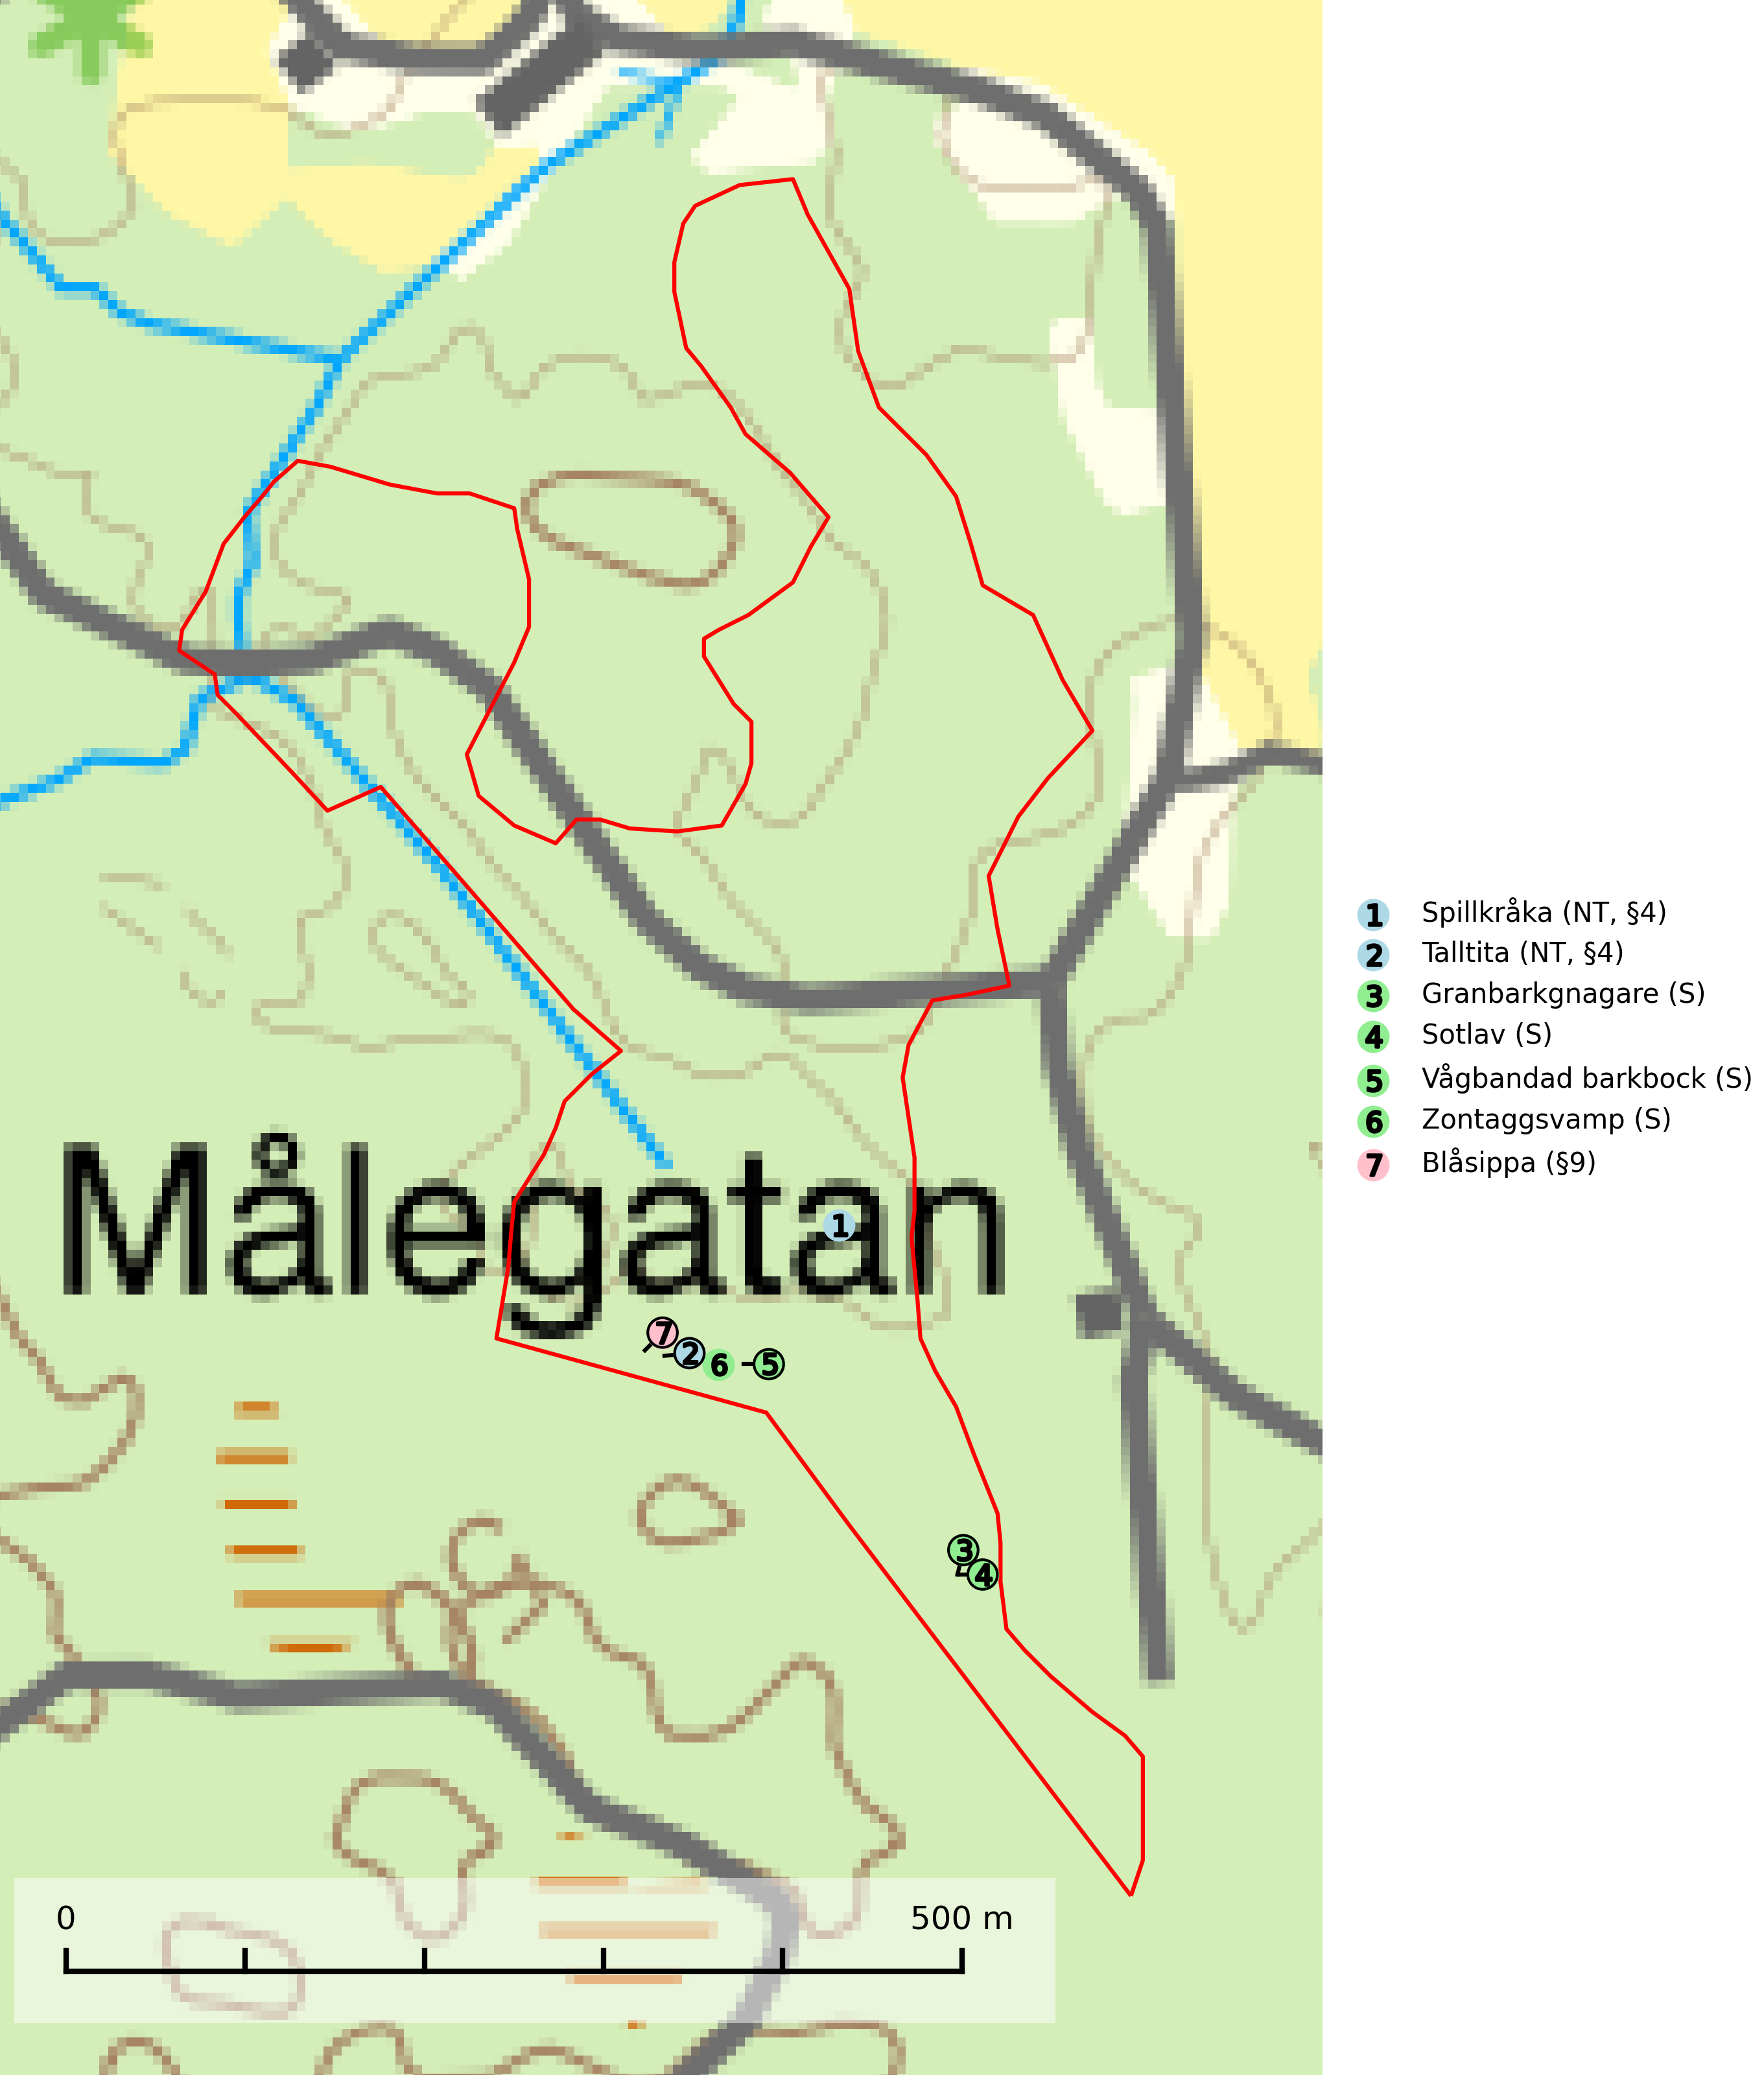 Målegatan
1
7
2
6
5
3
4
0
500 m
1 Spillkråka (NT, §4)
2 Talltita (NT, §4)
3 Granbarkgnagare (S)
4 Sotlav (S)
5 Vågbandad barkbock (S)
6 Zontaggsvamp (S)
7 Blåsippa (§9)